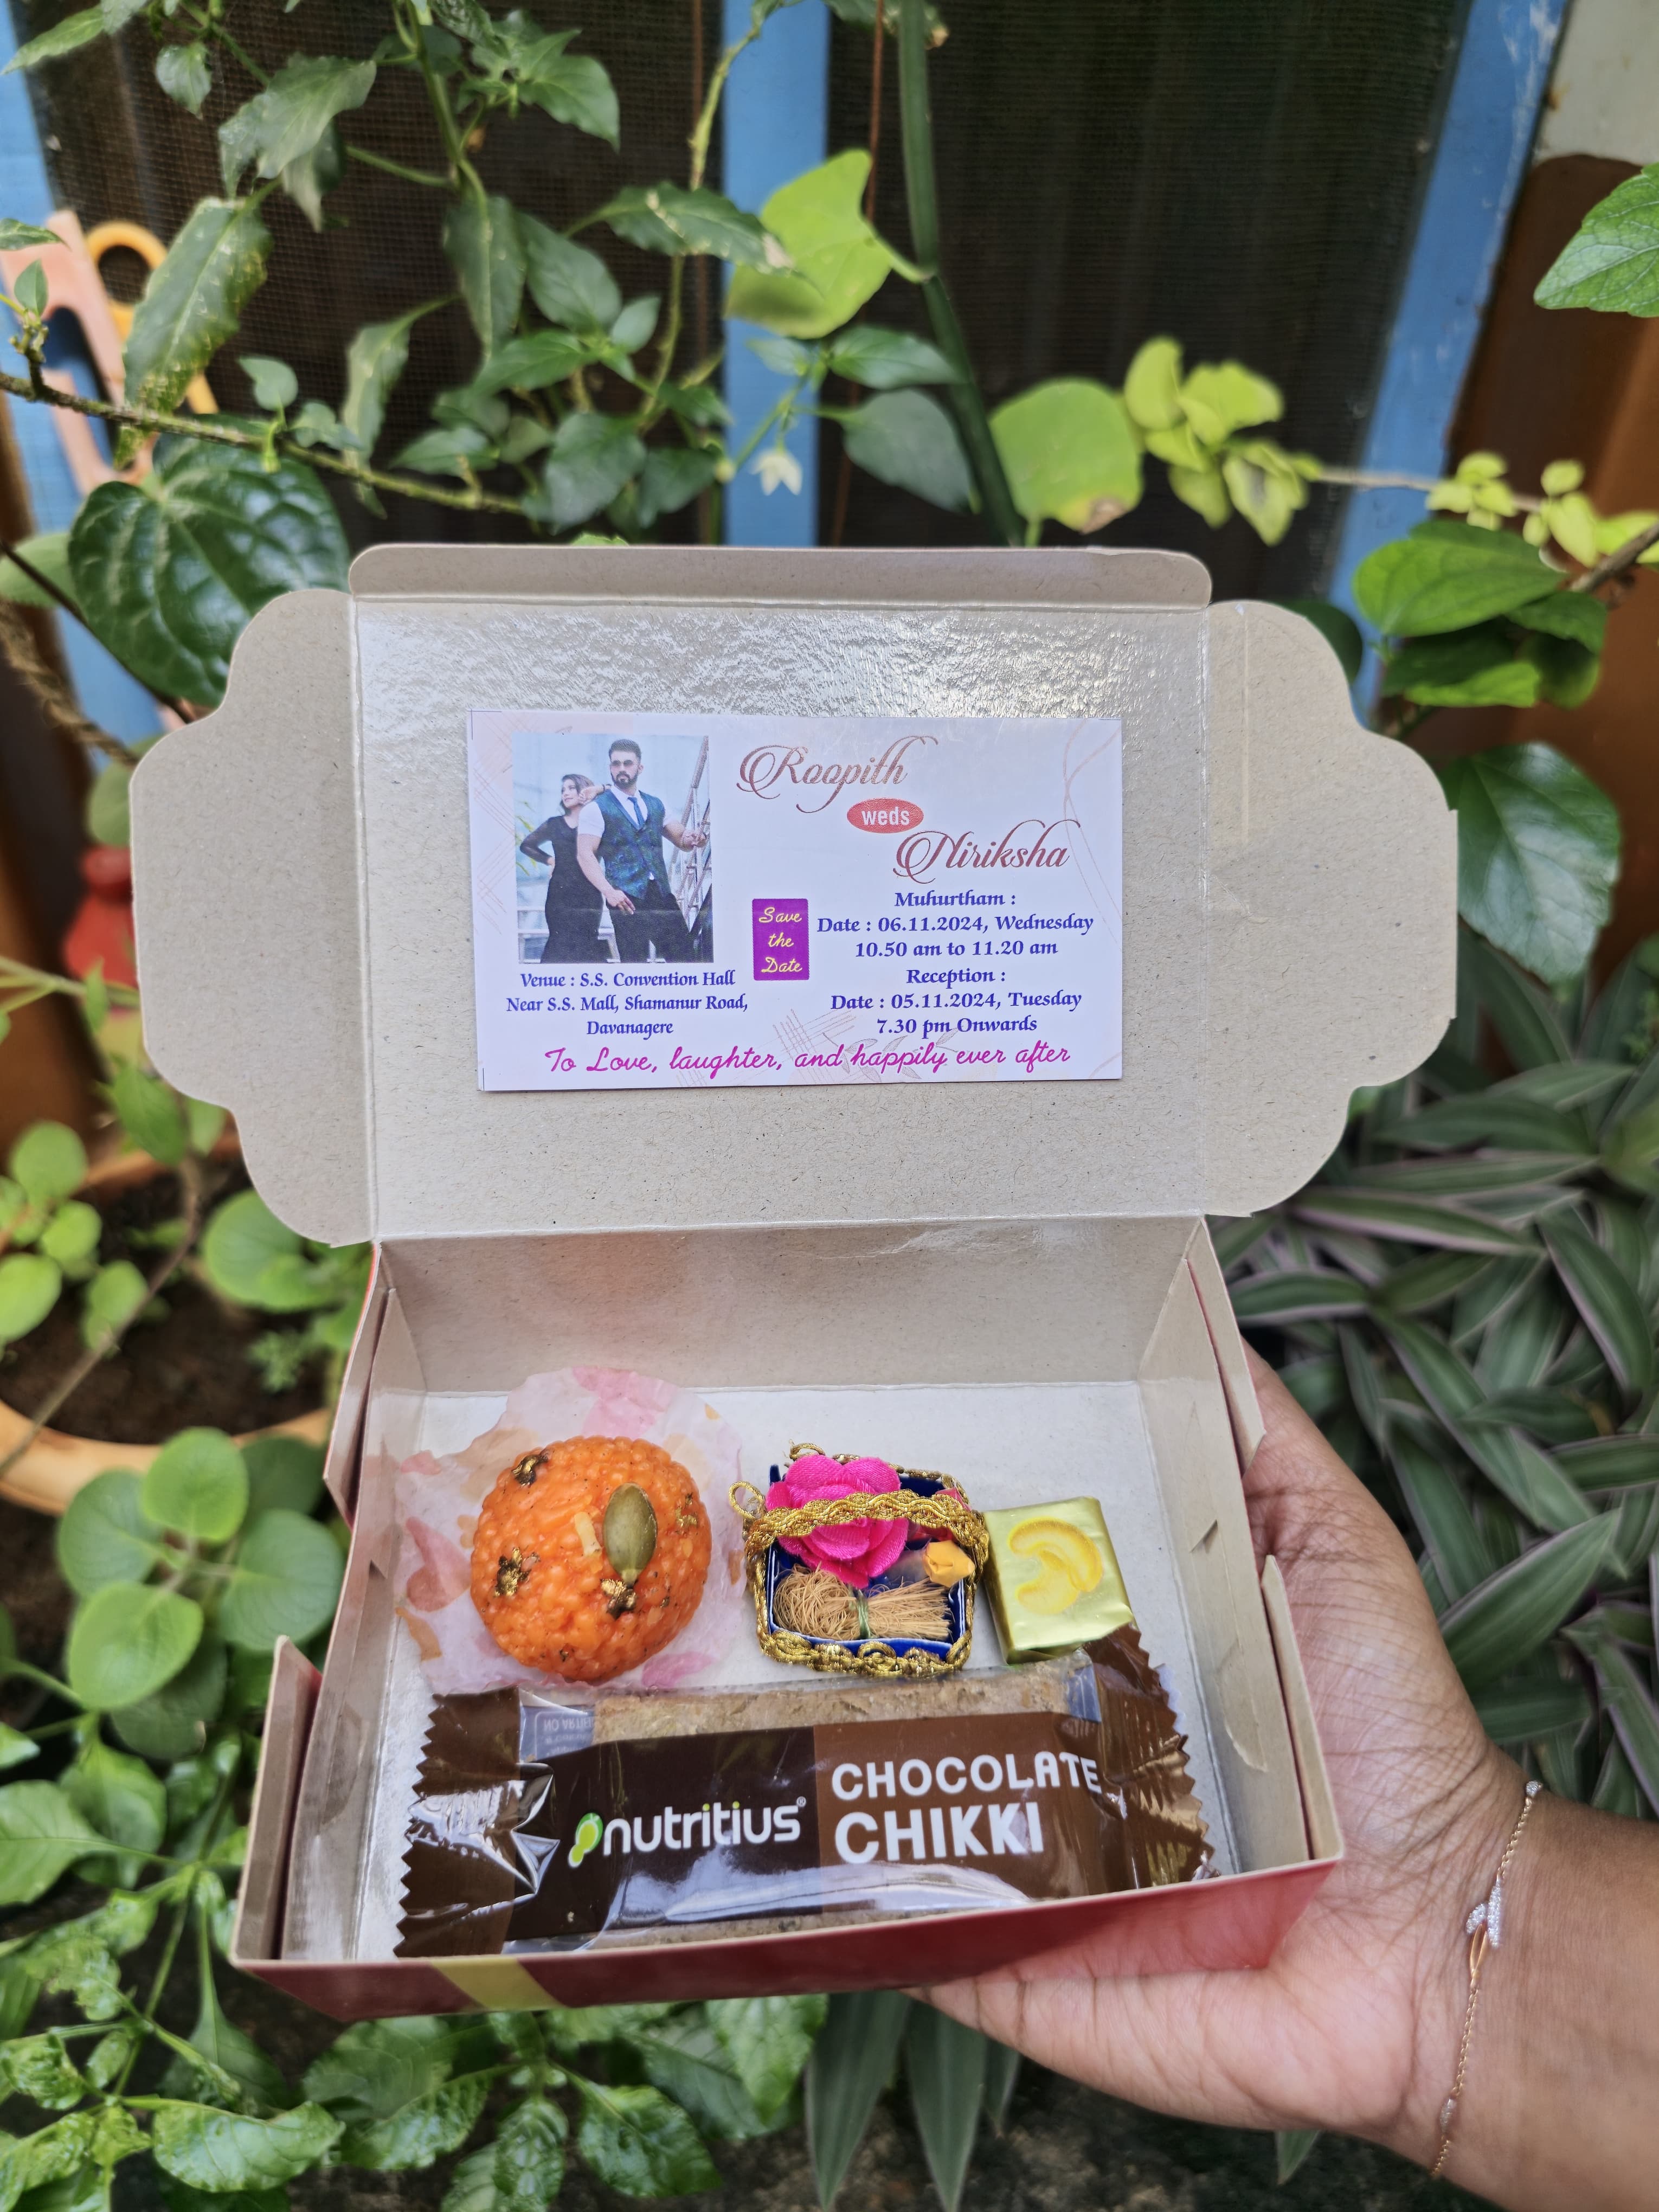 Roopith
weds
Niriksha
Save
the
Date
Muhurtham :
Date : 06.11.2024, Wednesday
10.50 am to 11.20 am
Reception :
Date : 05.11.2024, Tuesday
7.30 pm Onwards
Venue : S.S. Convention Hall
Near S.S. Mall, Shamanur Road,
Davanagere
To Love, laughter, and happily ever after
nutritius®
CHOCOLATE
CHIKKI